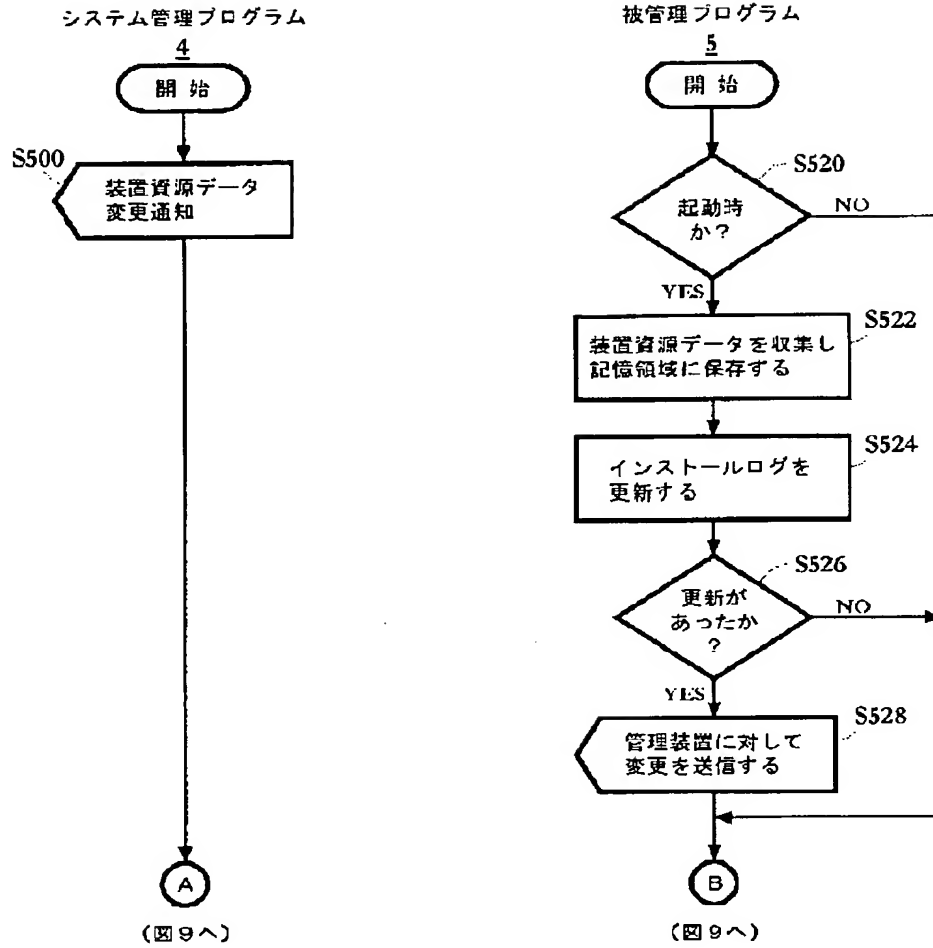 システム管理プログラム
4
開始
S500
装置資源データ
変更通知
A
(図9へ)
被管理プログラム
5
開始
S520
起動時
か?
NO
YES
S522
装置資源データを収集し
記憶領域に保存する
S524
インストールログを
更新する
S526
更新が
あったか
?
NO
YES
S528
管理装置に対して
変更を送信する
B
(図9へ)